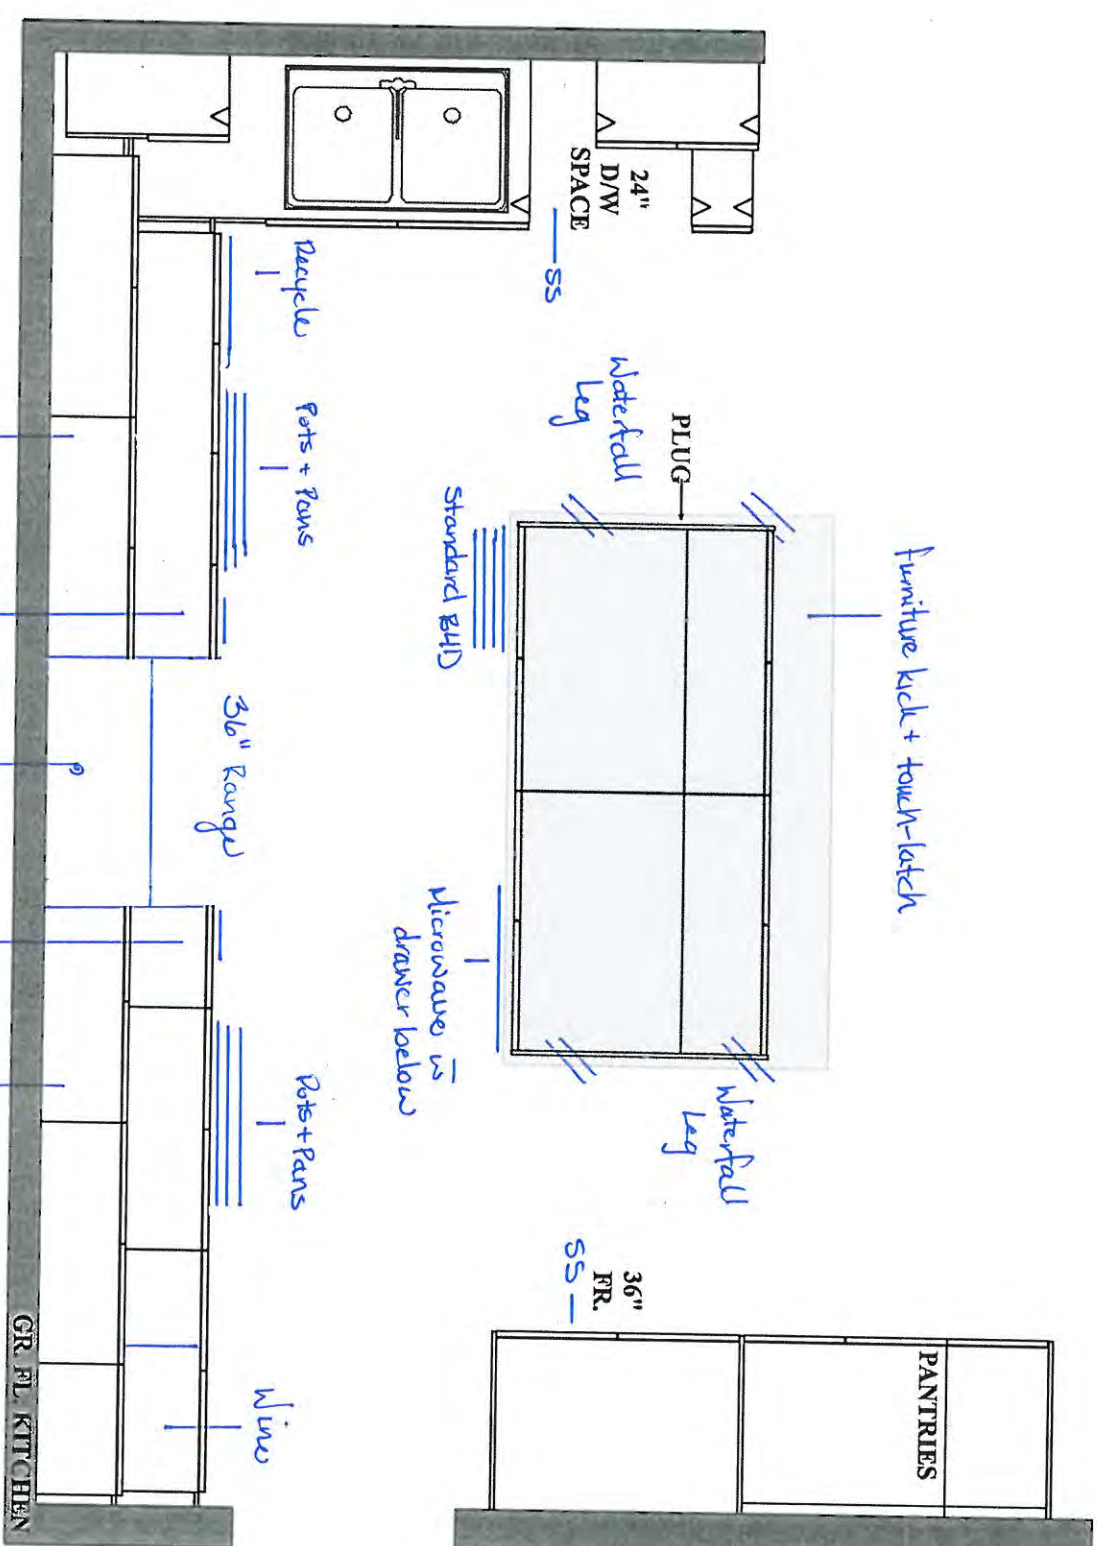 PANTRIES
Furniture kick + touch-latch
Waterfall
Leg
PLUG
Waterfall
Leg
24"
D/W
SPACE
SS
36"
FR.
SS
Standard B4D
Microwave w̄
drawer below
Recycle
Pots + Pans
36" Range
Pots + Pans
Wine
GR. FL. KITCHEN